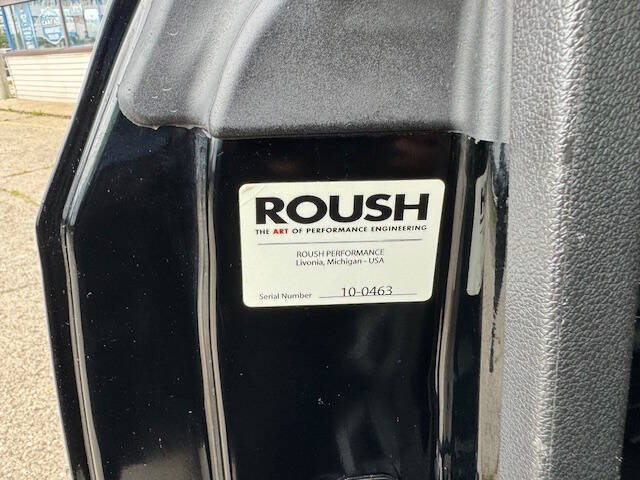 ROUSH
THE ART OF PERFORMANCE ENGINEERING
ROUSH PERFORMANCE
Livonia, Michigan - USA
Serial Number 10-0463